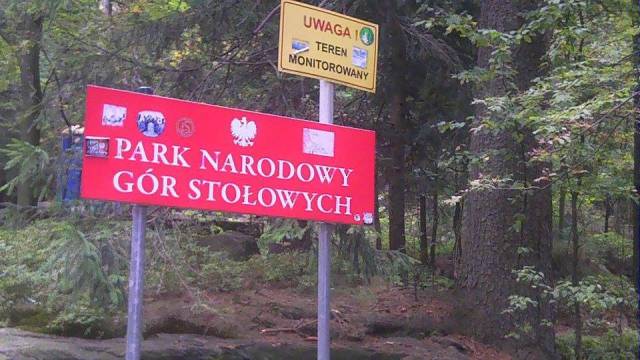 UWAGA !
TEREN
MONITOROWANY
PARK NARODOWY
GÓR STOŁOWYCH